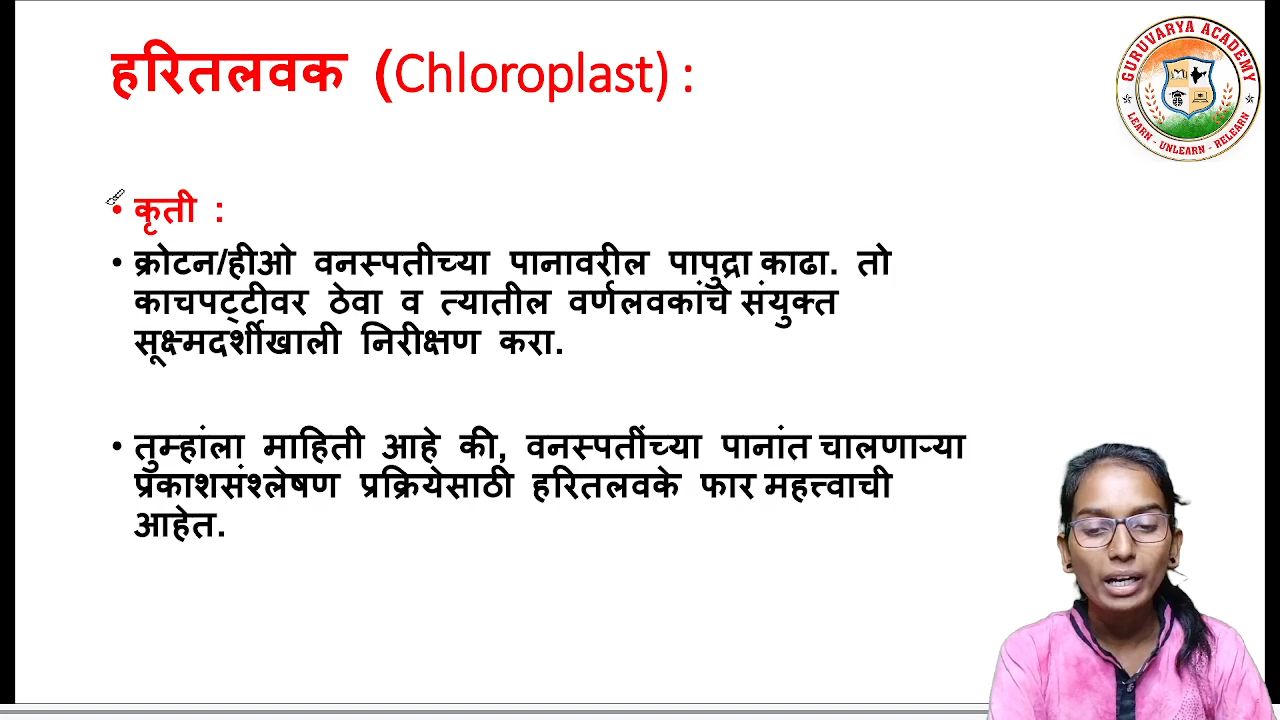 हरितलवक (Chloroplast) :
GURUVARYA ACADEMY
LEARN - UNLEARN - RELEARN
• कृती :
• क्रोटन/हीओ वनस्पतीच्या पानावरील पापुद्रा काढा. तो
काचपट्टीवर ठेवा व त्यातील वर्णलवकांचे संयुक्त
सूक्ष्मदर्शीखाली निरीक्षण करा.
• तुम्हांला माहिती आहे की, वनस्पतींच्या पानांत चालणाऱ्या
प्रकाशसंश्लेषण प्रक्रियेसाठी हरितलवके फार महत्त्वाची
आहेत.